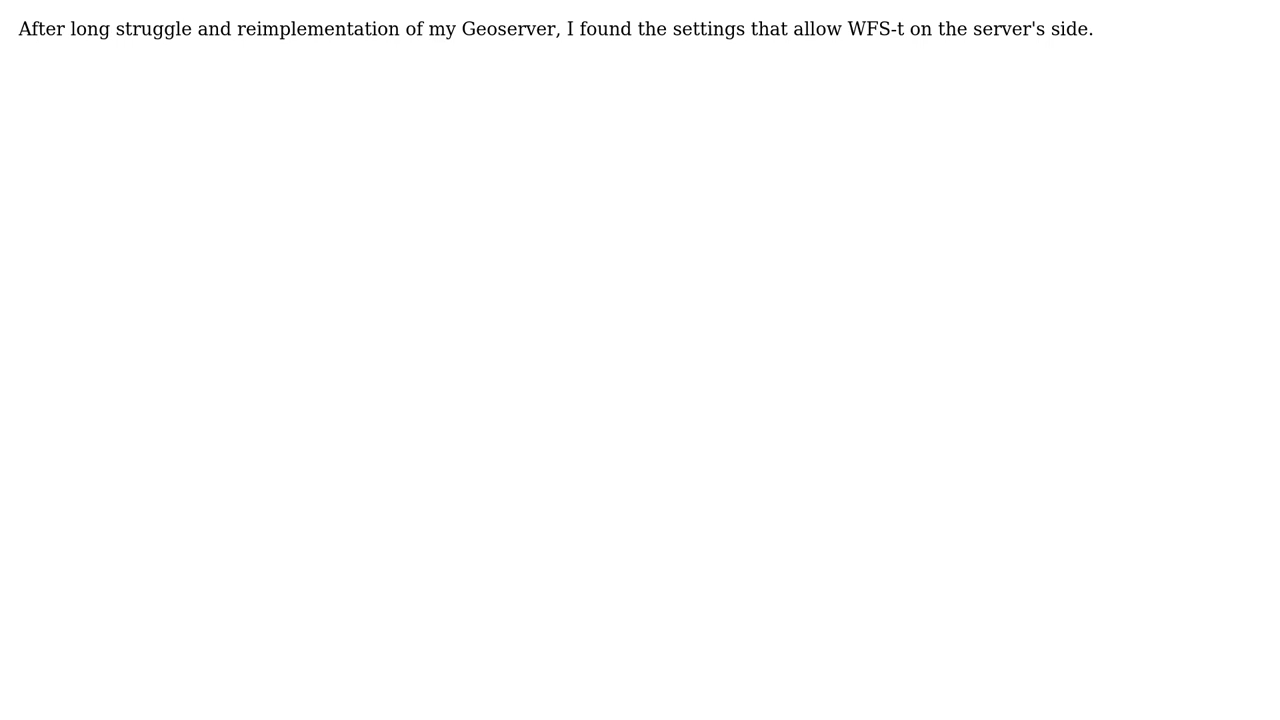 After long struggle and reimplementation of my Geoserver, I found the settings that allow WFS-t on the server's side.